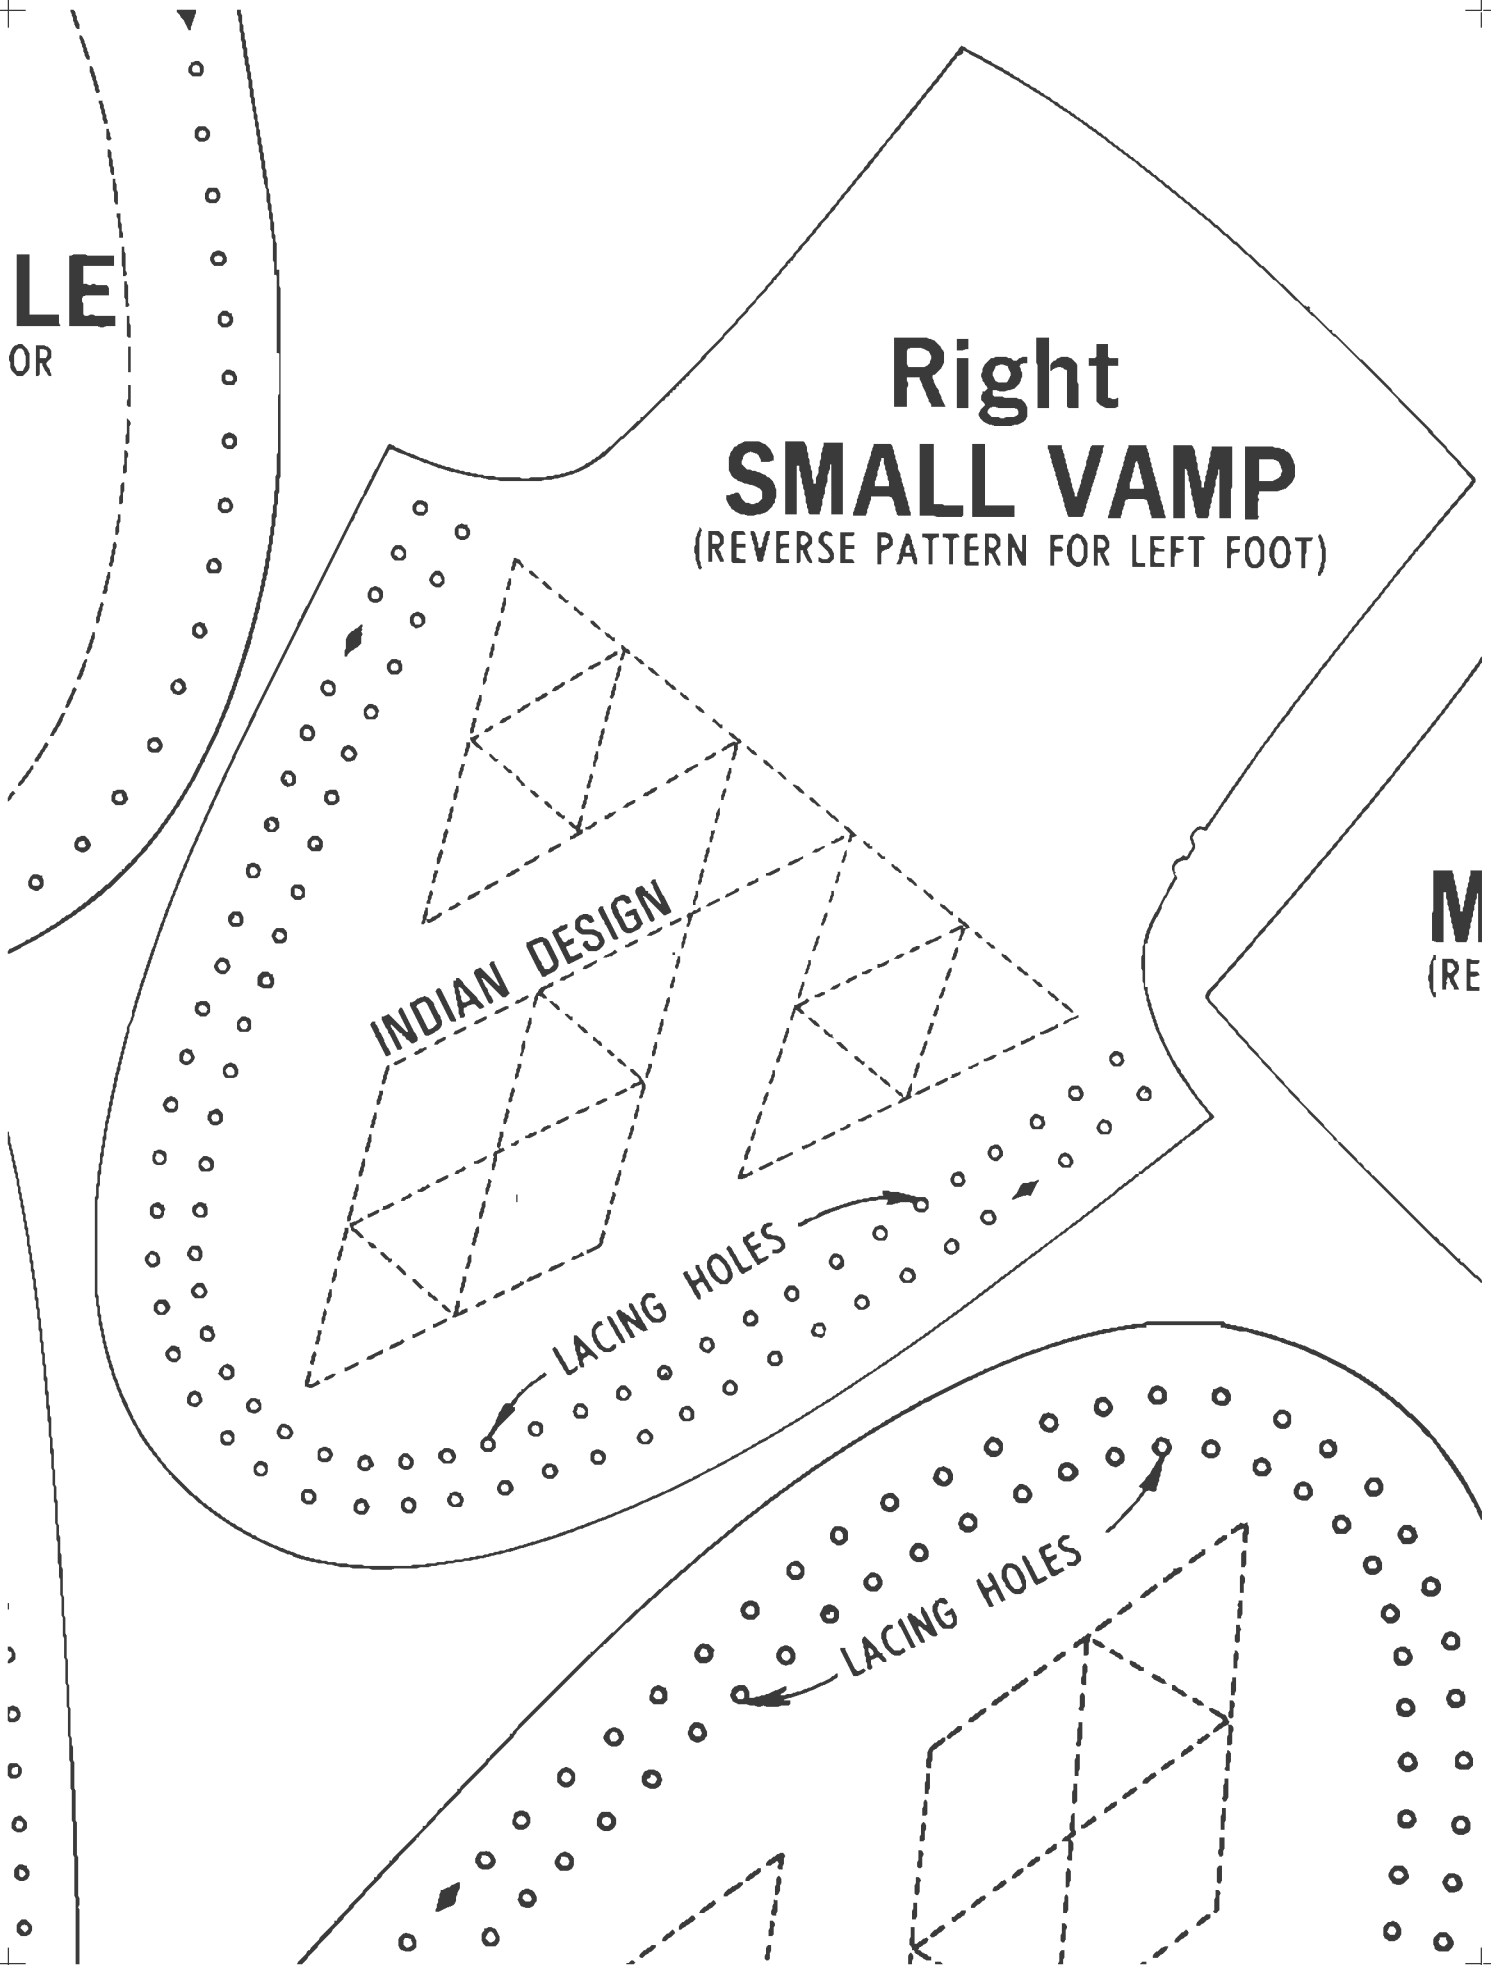 LE
OR
Right
SMALL VAMP
(REVERSE PATTERN FOR LEFT FOOT)
INDIAN DESIGN
M
(RE
LACING HOLES
LACING HOLES